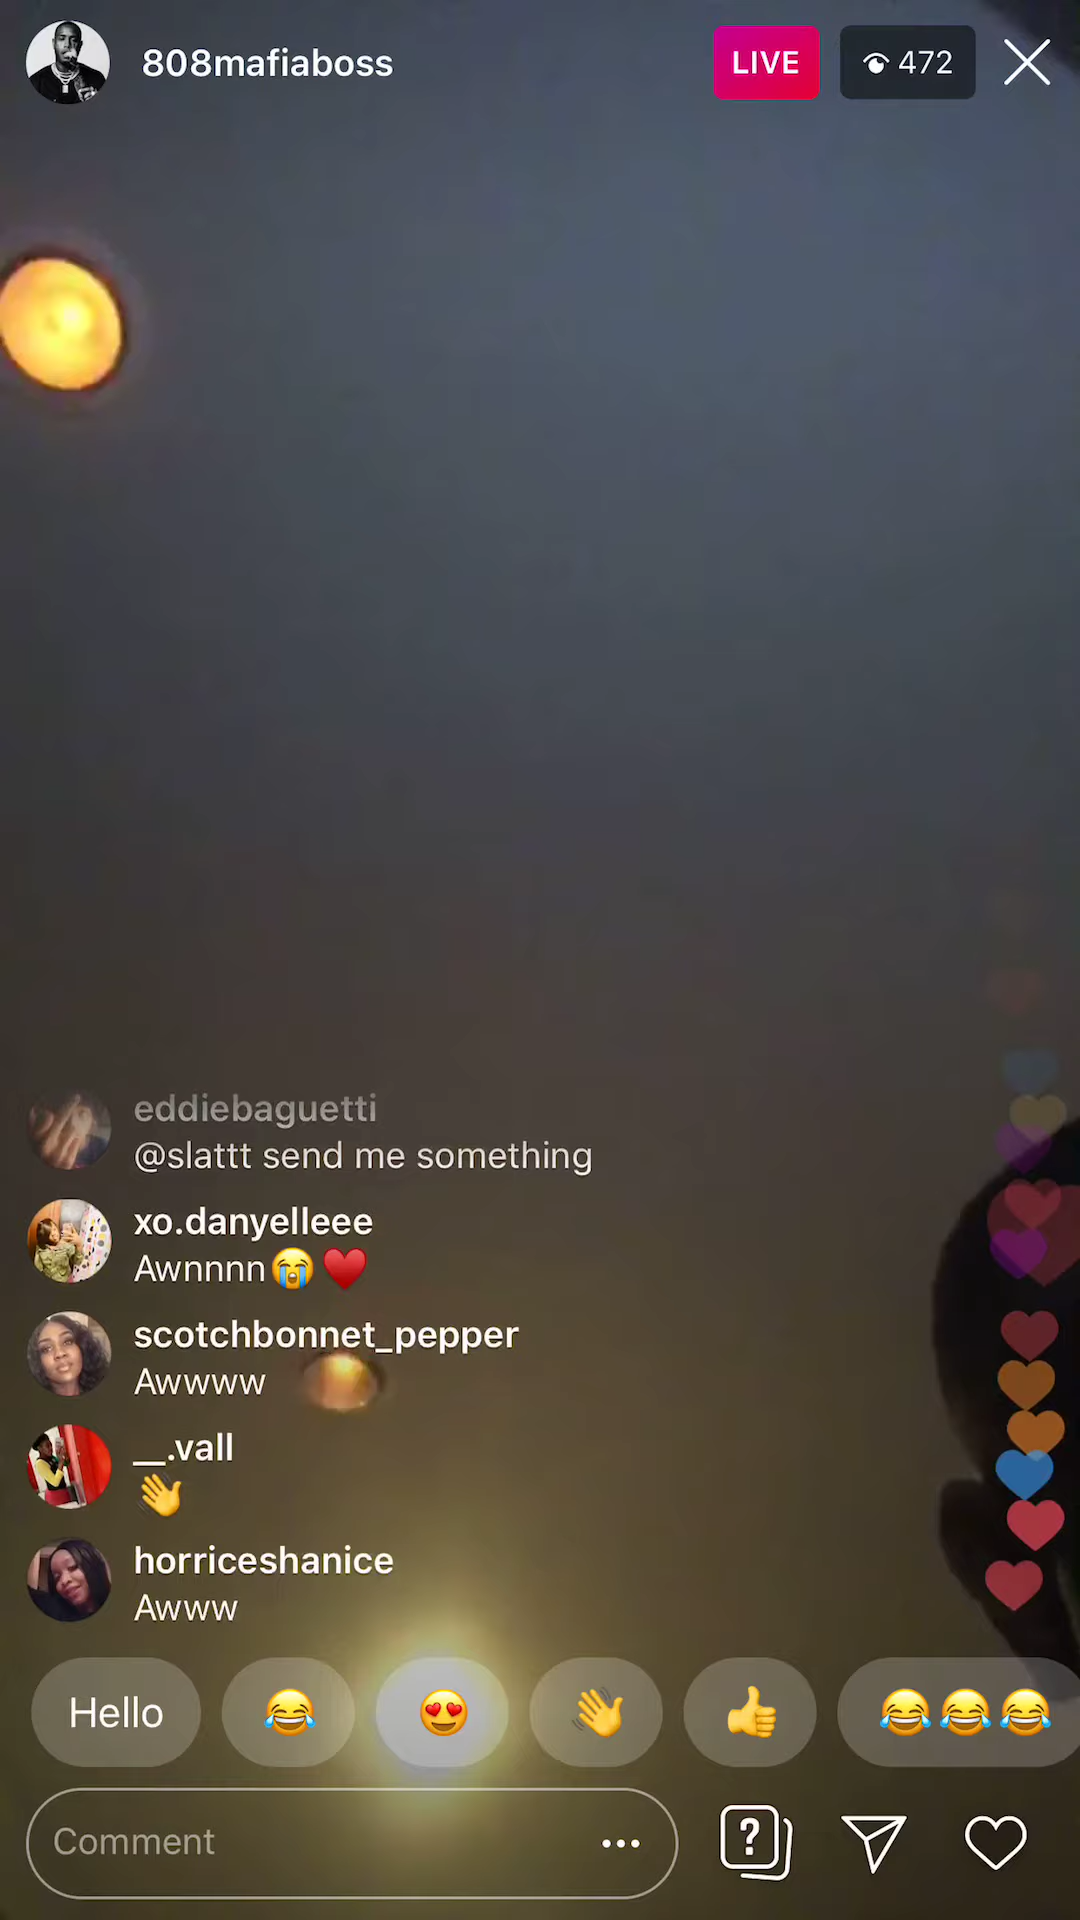 808mafiaboss
LIVE
472
eddiebaguetti
@slattt send me something
xo.danyelleee
Awnnnn😭♥️
scotchbonnet_pepper
Awwww
__.vall
👋
horriceshanice
Awww
Hello 😂 😍 👋 👍 😂😂😂
Comment